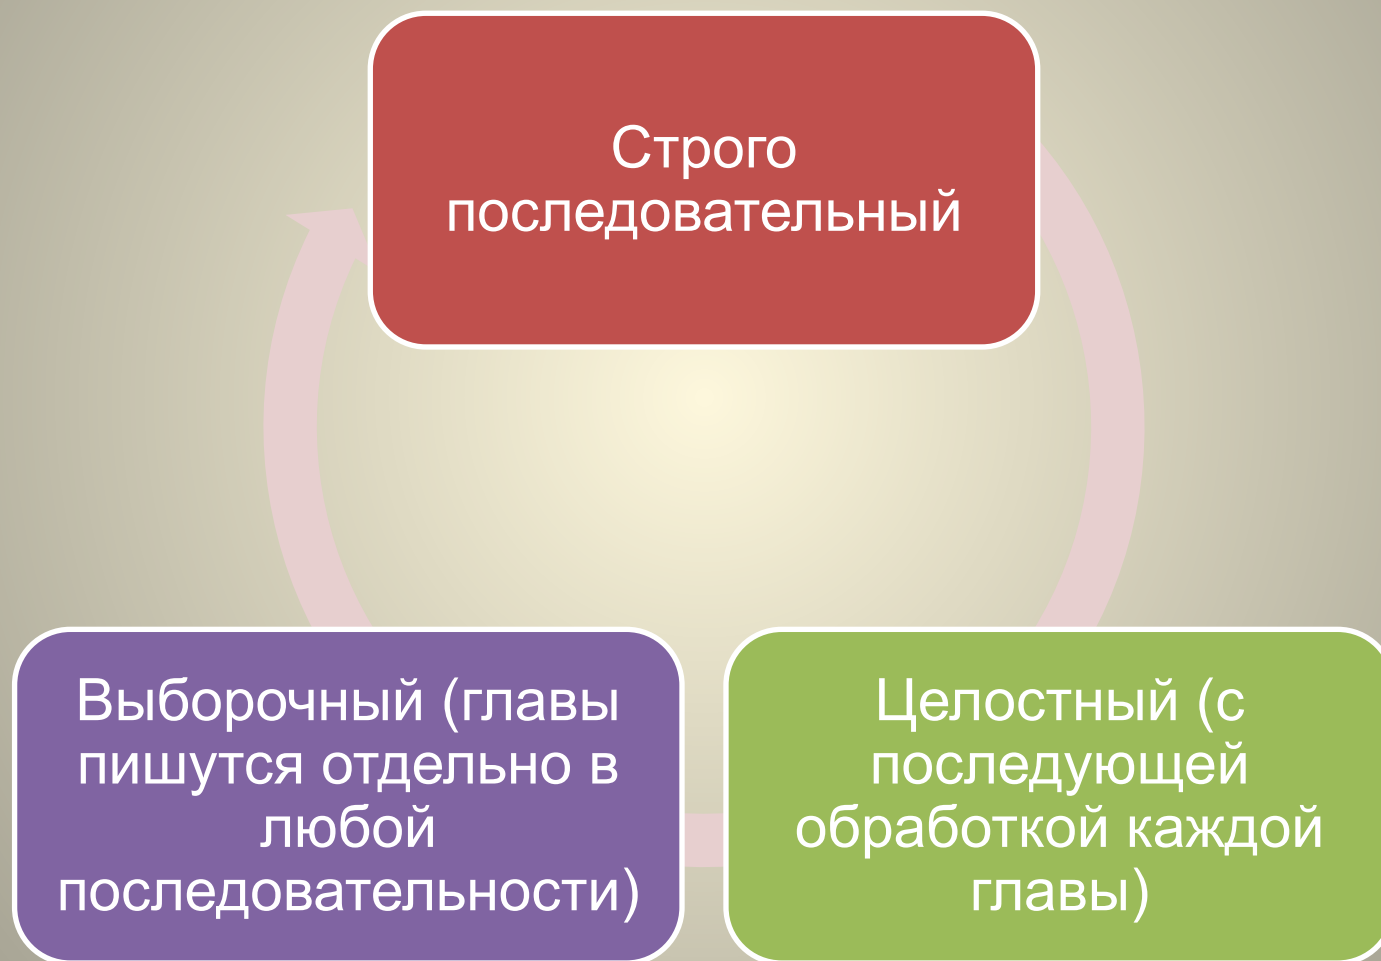 Строго
последовательный
Выборочный (главы
пишутся отдельно в
любой
последовательности)
Целостный (с
последующей
обработкой каждой
главы)